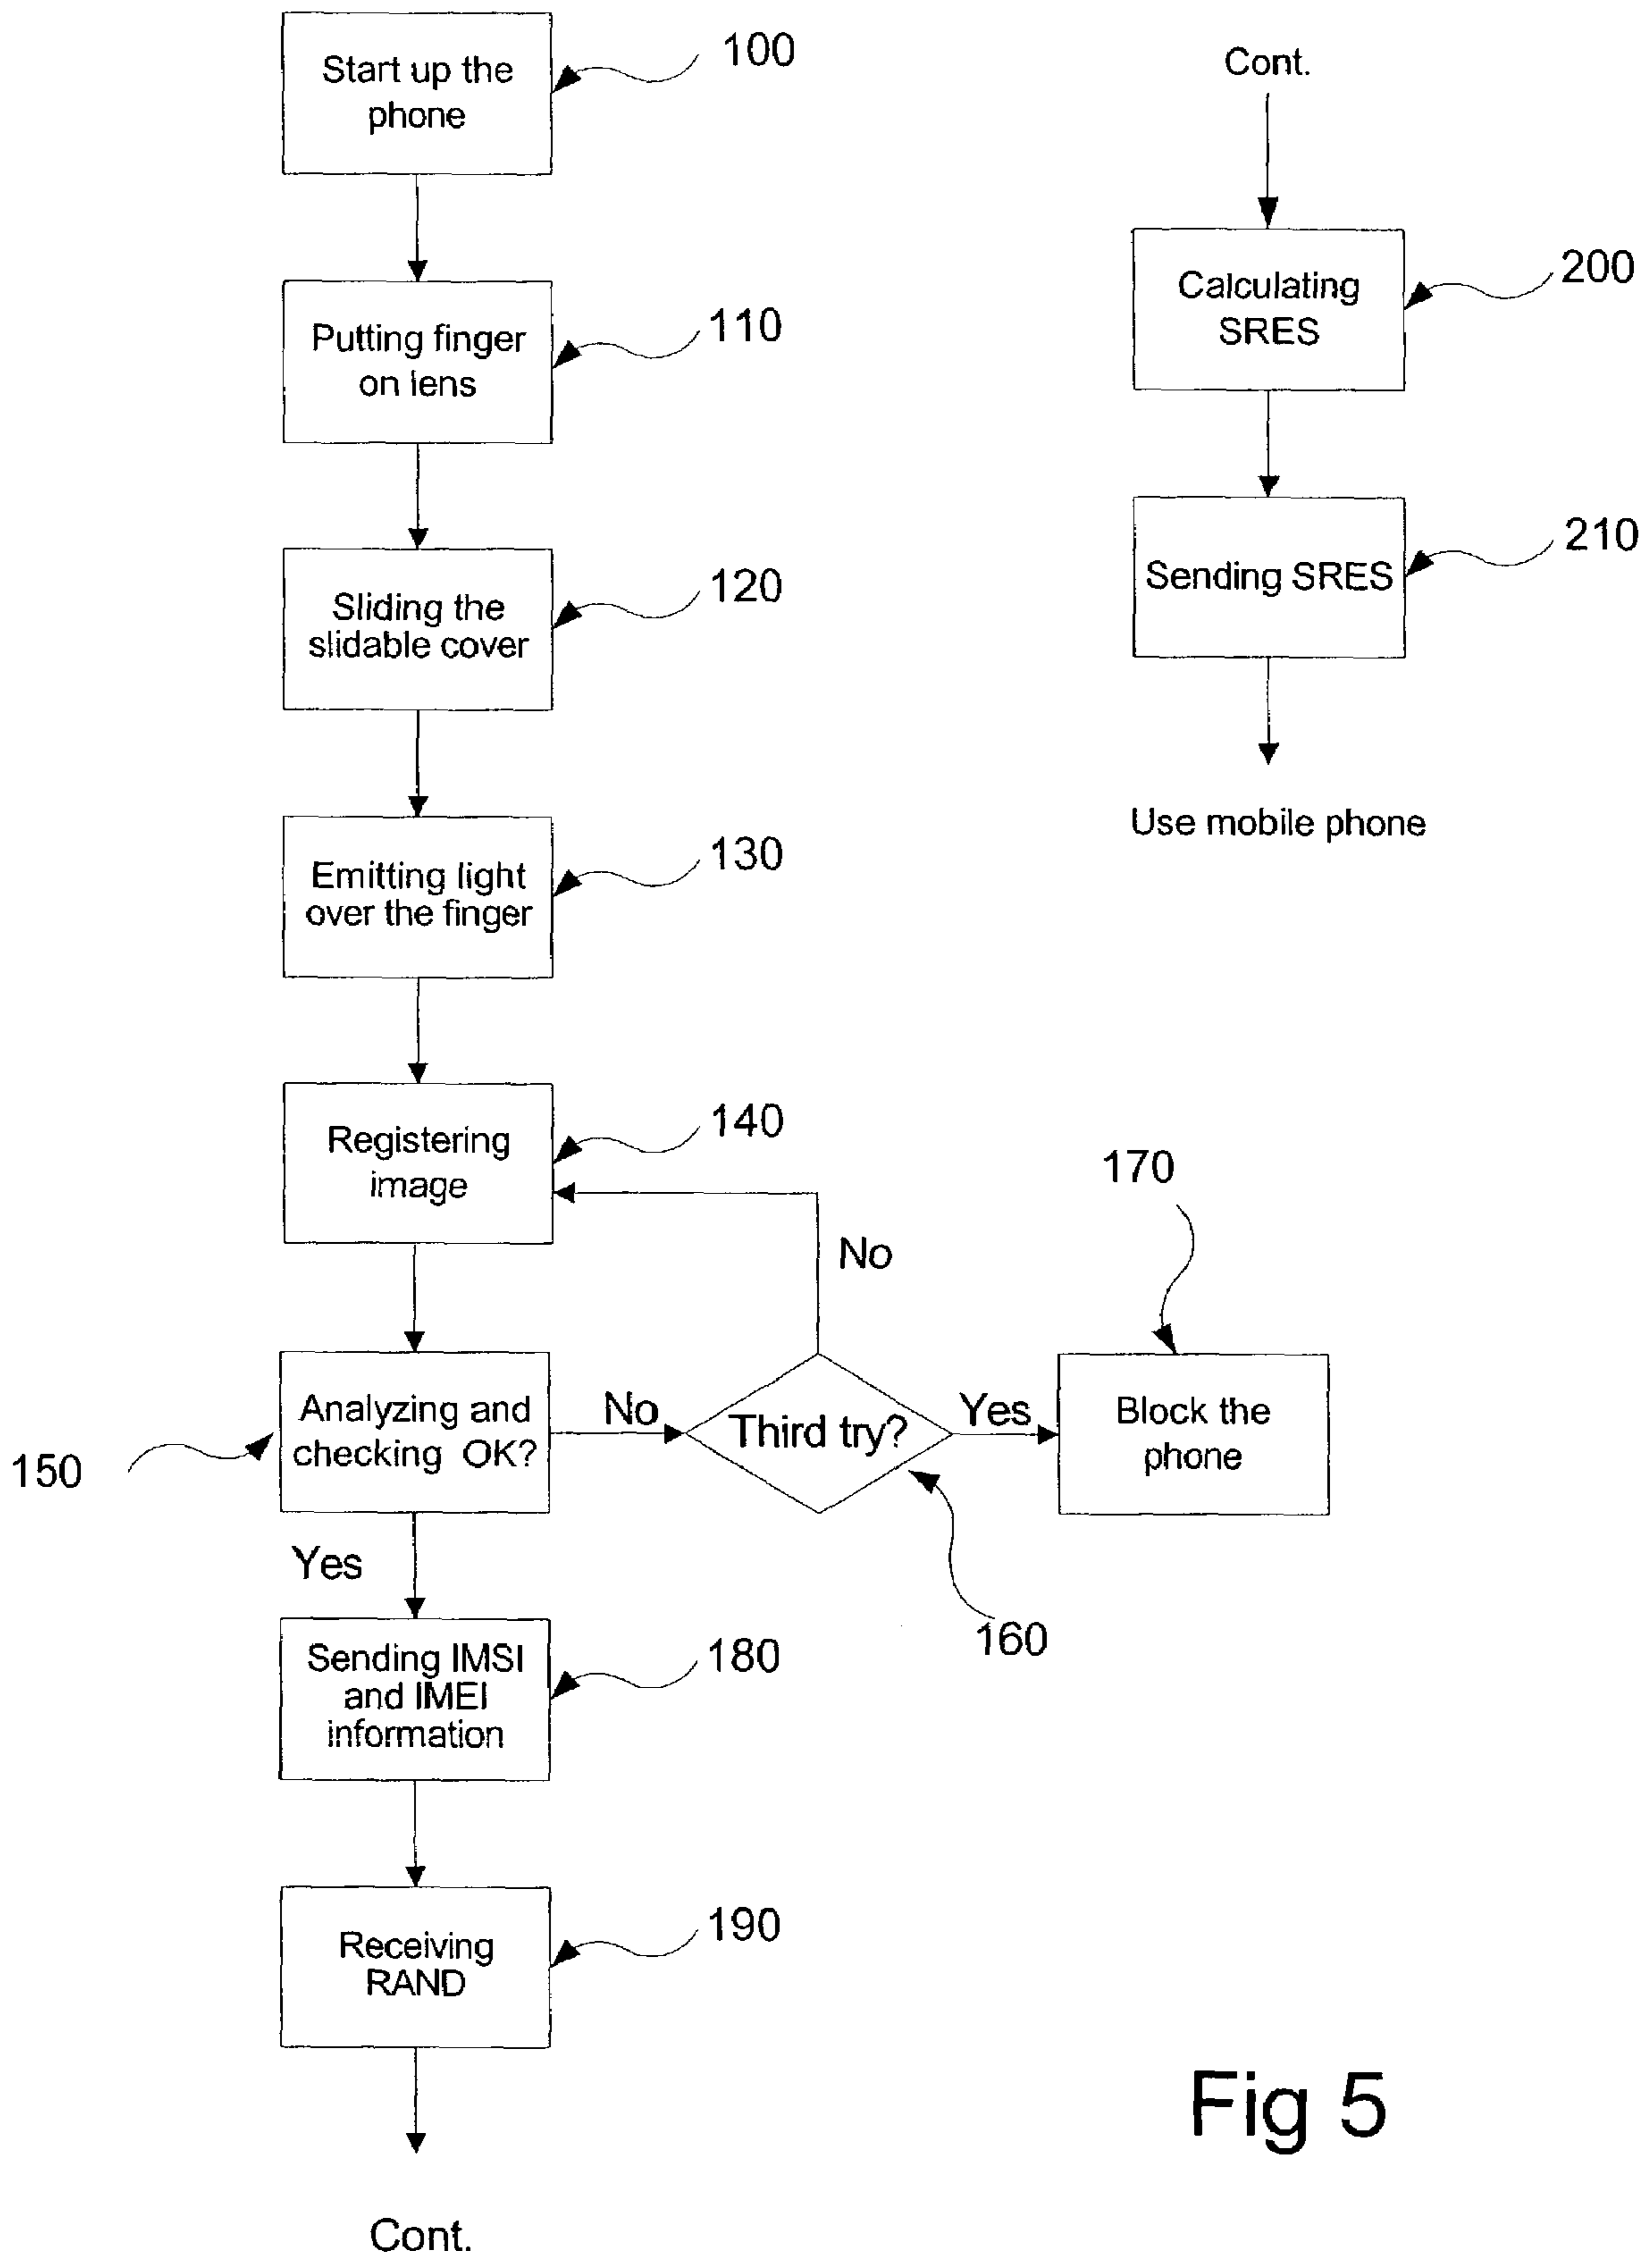 Start up the
phone
100
Putting finger
on lens
110
Sliding the
slidable cover
120
Emitting light
over the finger
130
Registering
image
140
No
170
Analyzing and
checking OK?
150
No
Third try?
160
Yes
Block the
phone
Yes
Sending IMSI
and IMEI
information
180
Receiving
RAND
190
Cont.
Cont.
Calculating
SRES
200
Sending SRES
210
Use mobile phone
Fig 5